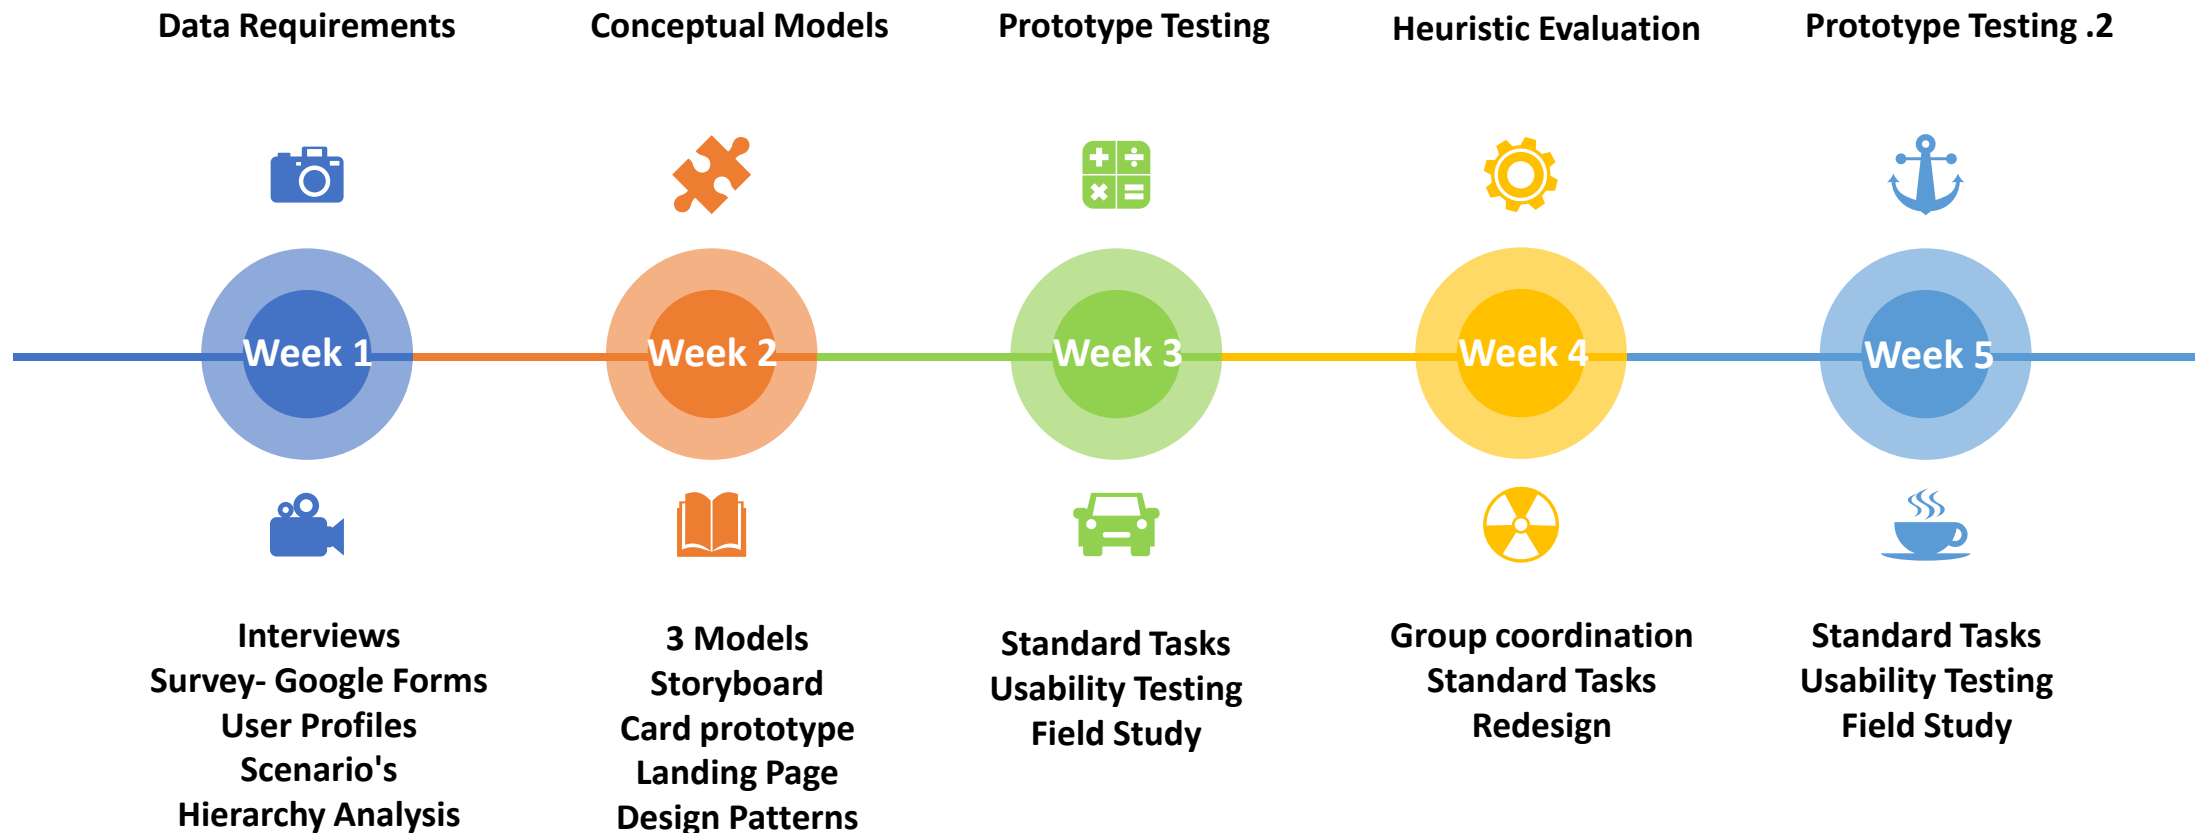 Data Requirements
Conceptual Models
Prototype Testing
Heuristic Evaluation
Prototype Testing .2
Week 1
Week 2
Week 3
Week 4
Week 5
Interviews
Survey- Google Forms
User Profiles
Scenario's
Hierarchy Analysis
3 Models
Storyboard
Card prototype
Landing Page
Design Patterns
Standard Tasks
Usability Testing
Field Study
Group coordination
Standard Tasks
Redesign
Standard Tasks
Usability Testing
Field Study